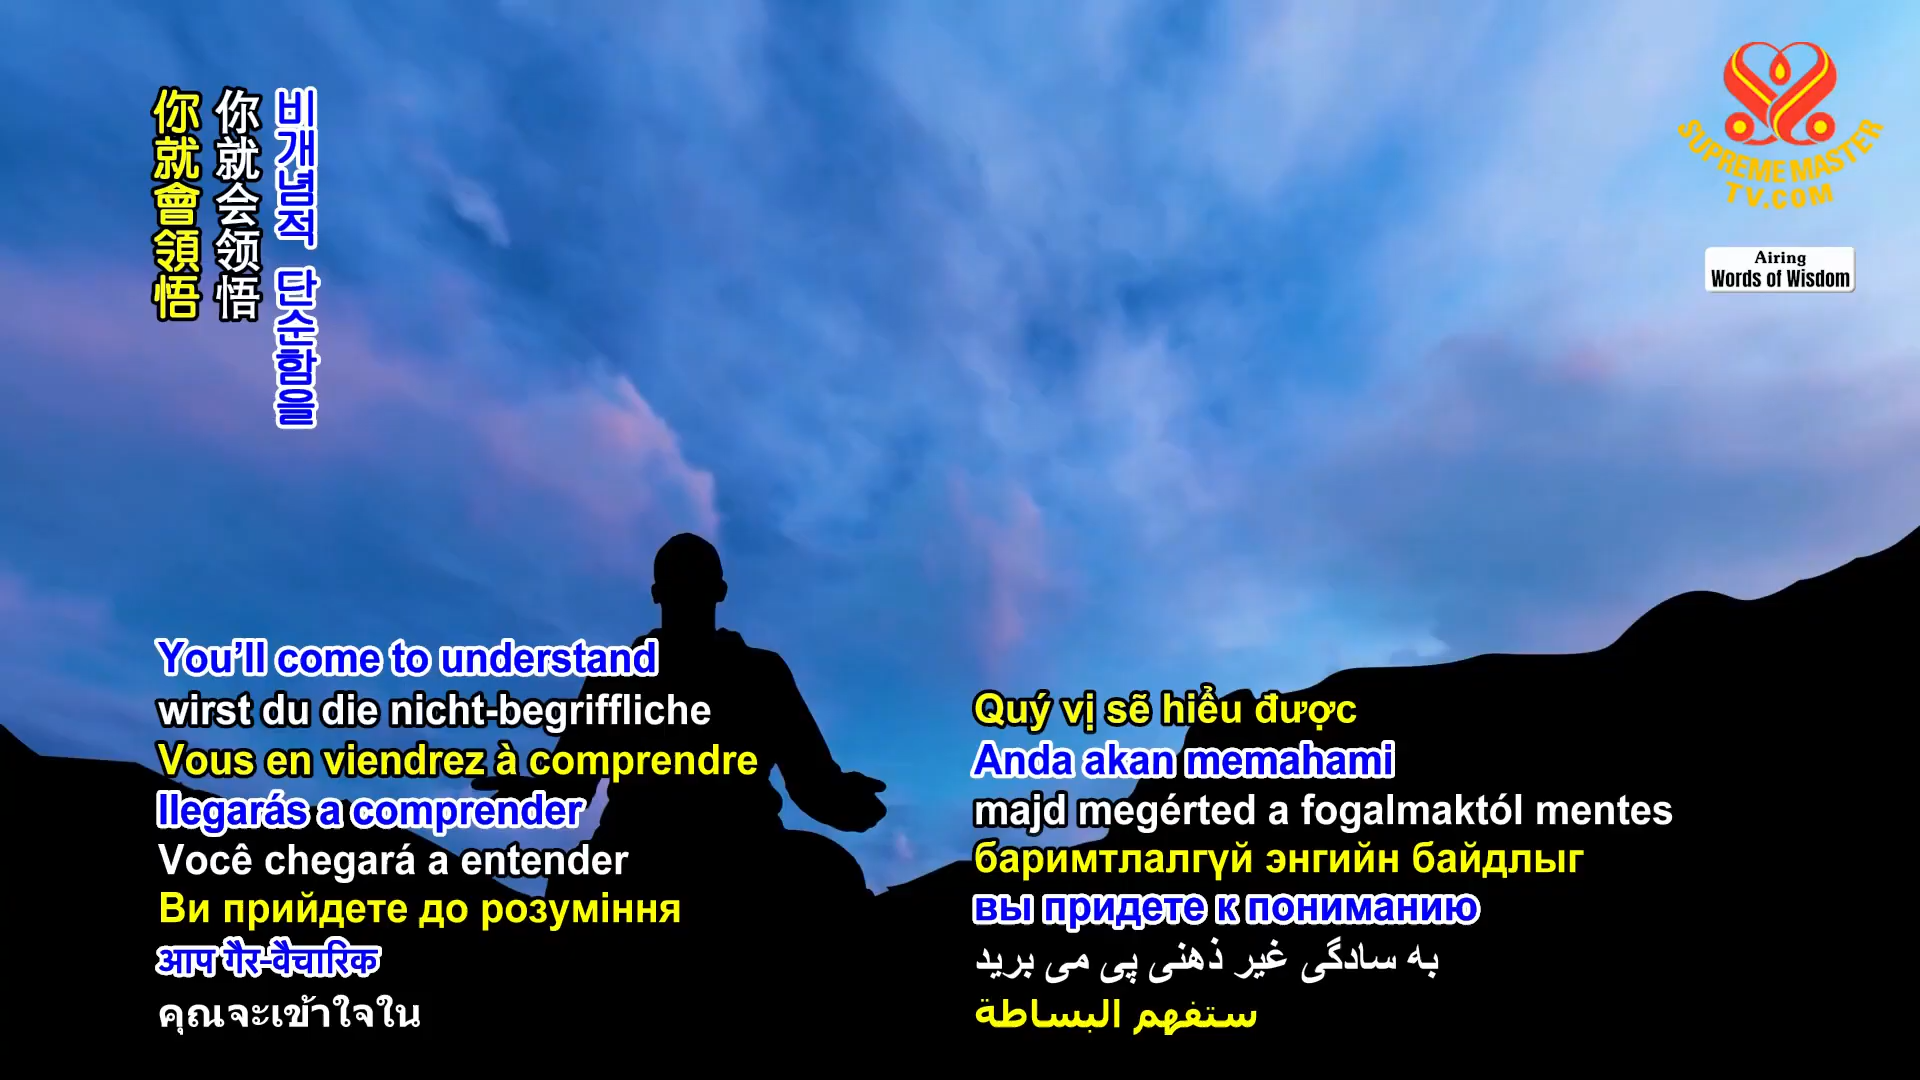 你就會領悟
你就会领悟
비개념적 단순함을
SUPREME MASTER
TV.COM
Airing
Words of Wisdom
You’ll come to understand
wirst du die nicht-begriffliche
Vous en viendrez à comprendre
llegarás a comprender
Você chegará a entender
Ви прийдете до розуміння
आप गैर-वैचारिक
คุณจะเข้าใจใน
Quý vị sẽ hiểu được
Anda akan memahami
majd megérted a fogalmaktól mentes
баримтлалгүй энгийн байдлыг
вы придете к пониманию
به سادگی غیر ذهنی پی می برید
ستفهم البساطة